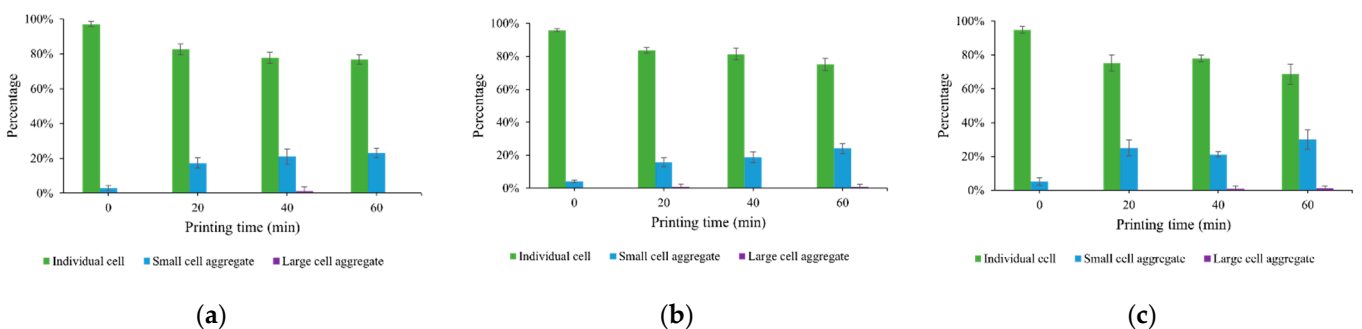 100%
80%
60%
40%
20%
0%
Percentage
0 20 40 60
Printing time (min)
Individual cell Small cell aggregate Large cell aggregate
(a)
100%
80%
60%
40%
20%
0%
Percentage
0 20 40 60
Printing time (min)
Individual cell Small cell aggregate Large cell aggregate
(b)
100%
80%
60%
40%
20%
0%
Percentage
0 20 40 60
Printing time (min)
Individual cell Small cell aggregate Large cell aggregate
(c)